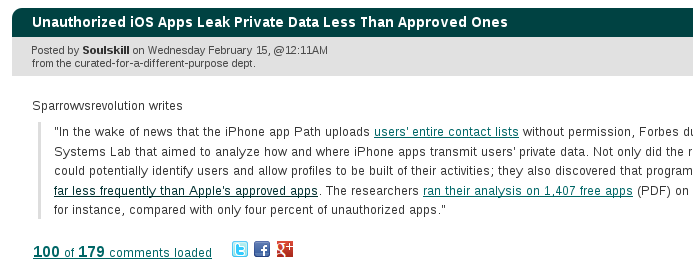 Unauthorized iOS Apps Leak Private Data Less Than Approved Ones
Posted by Soulskill on Wednesday February 15, @12:11AM
from the curated-for-a-different-purpose dept.
Sparrowvsrevolution writes
"In the wake of news that the iPhone app Path uploads users' entire contact lists without permission, Forbes
Systems Lab that aimed to analyze how and where iPhone apps transmit users' private data. Not only did the
could potentially identify users and allow profiles to be built of their activities; they also discovered that
far less frequently than Apple's approved apps. The researchers ran their analysis on 1,407 free apps (PDF) on
for instance, compared with only four percent of unauthorized apps."
100 of 179 comments loaded